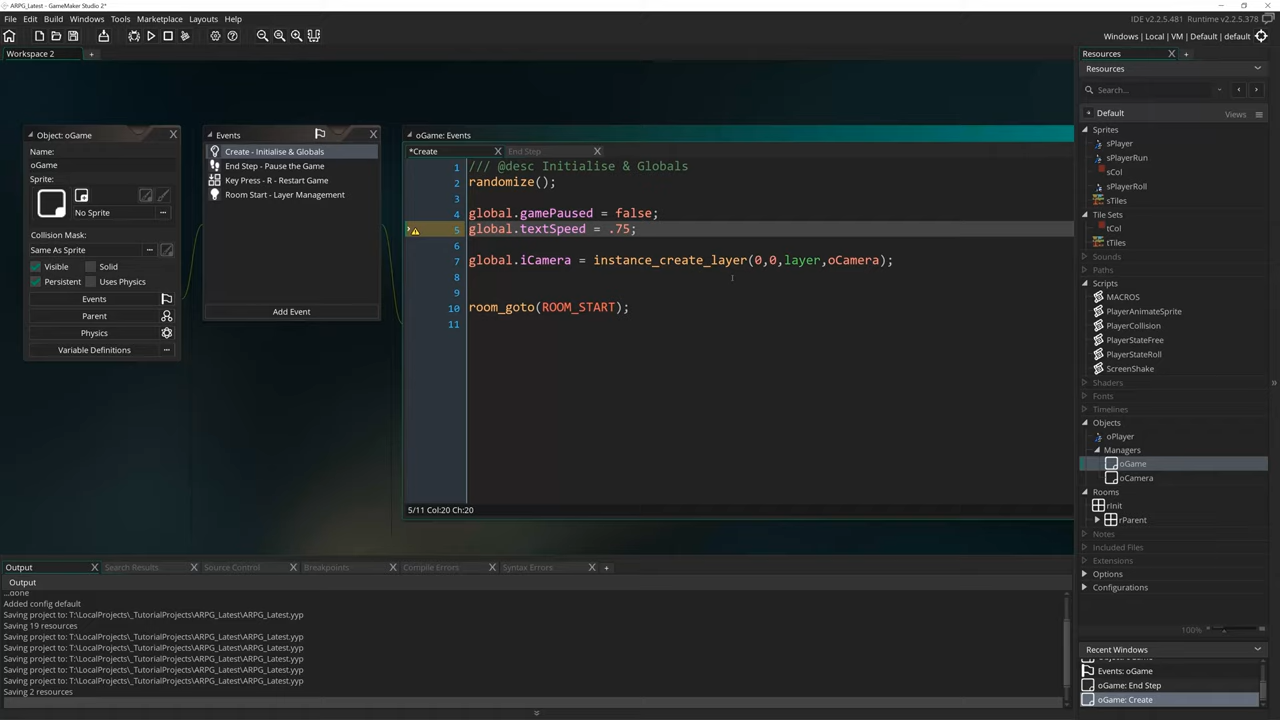 ARPG_Latest - GameMaker Studio 2*
File Edit Build Windows Tools Marketplace Layouts Help
IDE v2.2.5.481 Runtime v2.2.5.378
Windows | Local | VM | Default | default
Workspace 2
Resources
Resources
Search...
Default
Views
Sprites
sPlayer
sPlayerRun
sCol
sPlayerRoll
sTiles
Tile Sets
tCol
tTiles
Sounds
Paths
Scripts
MACROS
PlayerAnimateSprite
PlayerCollision
PlayerStateFree
PlayerStateRoll
ScreenShake
Shaders
Fonts
Timelines
Objects
oPlayer
Managers
oGame
oCamera
Rooms
rInit
rParent
Notes
Included Files
Extensions
Options
Configurations
100%
Recent Windows
Events: oGame
oGame: End Step
oGame: Create
Object: oGame
Name:
oGame
Sprite:
No Sprite
Collision Mask:
Same As Sprite
Visible Solid
Persistent Uses Physics
Events
Parent
Physics
Variable Definitions
Events
Create - Initialise & Globals
End Step - Pause the Game
Key Press - R - Restart Game
Room Start - Layer Management
Add Event
oGame: Events
*Create End Step
1 /// @desc Initialise & Globals
2 randomize();
3
4 global.gamePaused = false;
5 global.textSpeed = .75;
6
7 global.iCamera = instance_create_layer(0,0,layer,oCamera);
8
9
10 room_goto(ROOM_START);
11
5/11 Col:20 Ch:20
Output Search Results Source Control Breakpoints Compile Errors Syntax Errors
Output
...done
Added config default
Saving project to: T:\LocalProjects\_TutorialProjects\ARPG_Latest\ARPG_Latest.yyp
Saving 19 resources
Saving project to: T:\LocalProjects\_TutorialProjects\ARPG_Latest\ARPG_Latest.yyp
Saving project to: T:\LocalProjects\_TutorialProjects\ARPG_Latest\ARPG_Latest.yyp
Saving project to: T:\LocalProjects\_TutorialProjects\ARPG_Latest\ARPG_Latest.yyp
Saving project to: T:\LocalProjects\_TutorialProjects\ARPG_Latest\ARPG_Latest.yyp
Saving project to: T:\LocalProjects\_TutorialProjects\ARPG_Latest\ARPG_Latest.yyp
Saving 2 resources